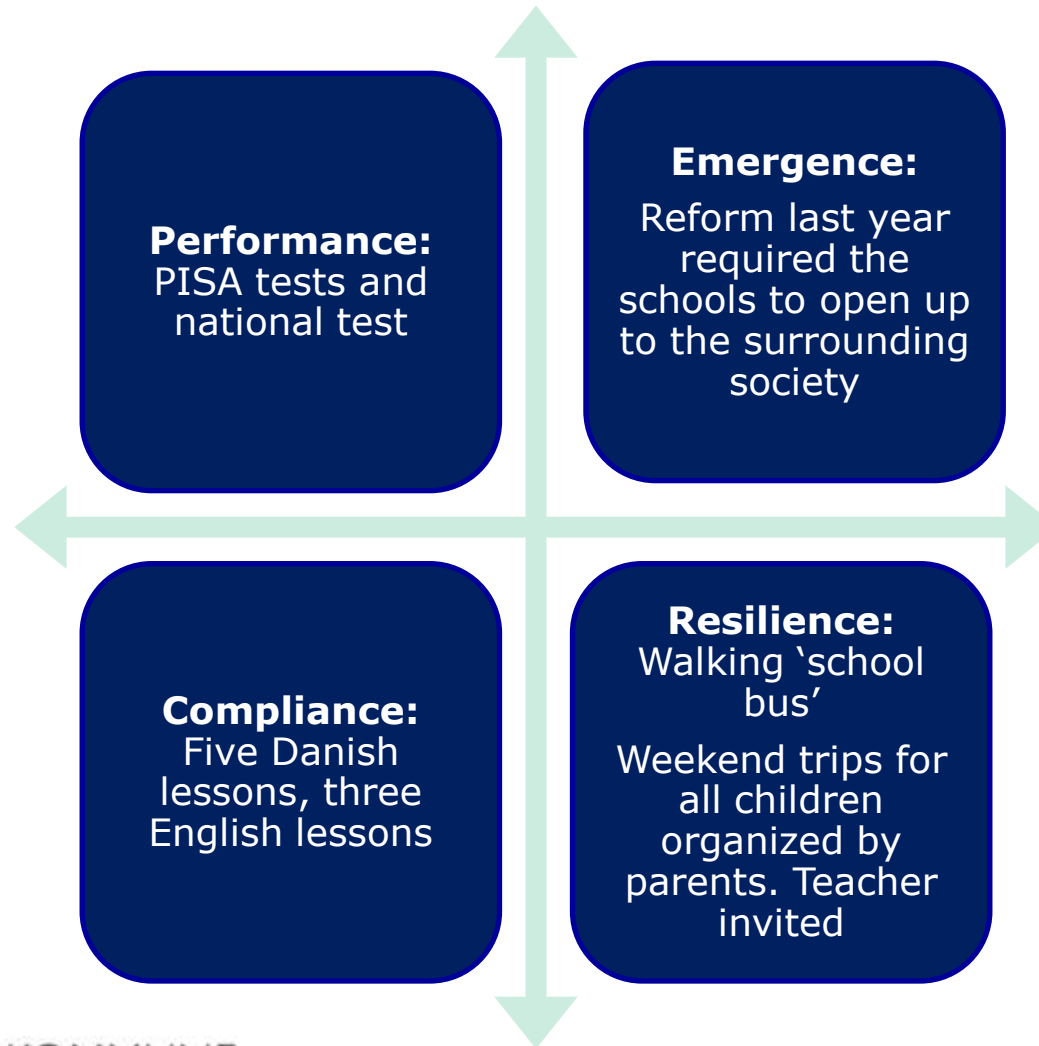 Performance:
PISA tests and
national test
Emergence:
Reform last year
required the
schools to open up
to the surrounding
society
Compliance:
Five Danish
lessons, three
English lessons
Resilience:
Walking ‘school
bus’
Weekend trips for
all children
organized by
parents. Teacher
invited